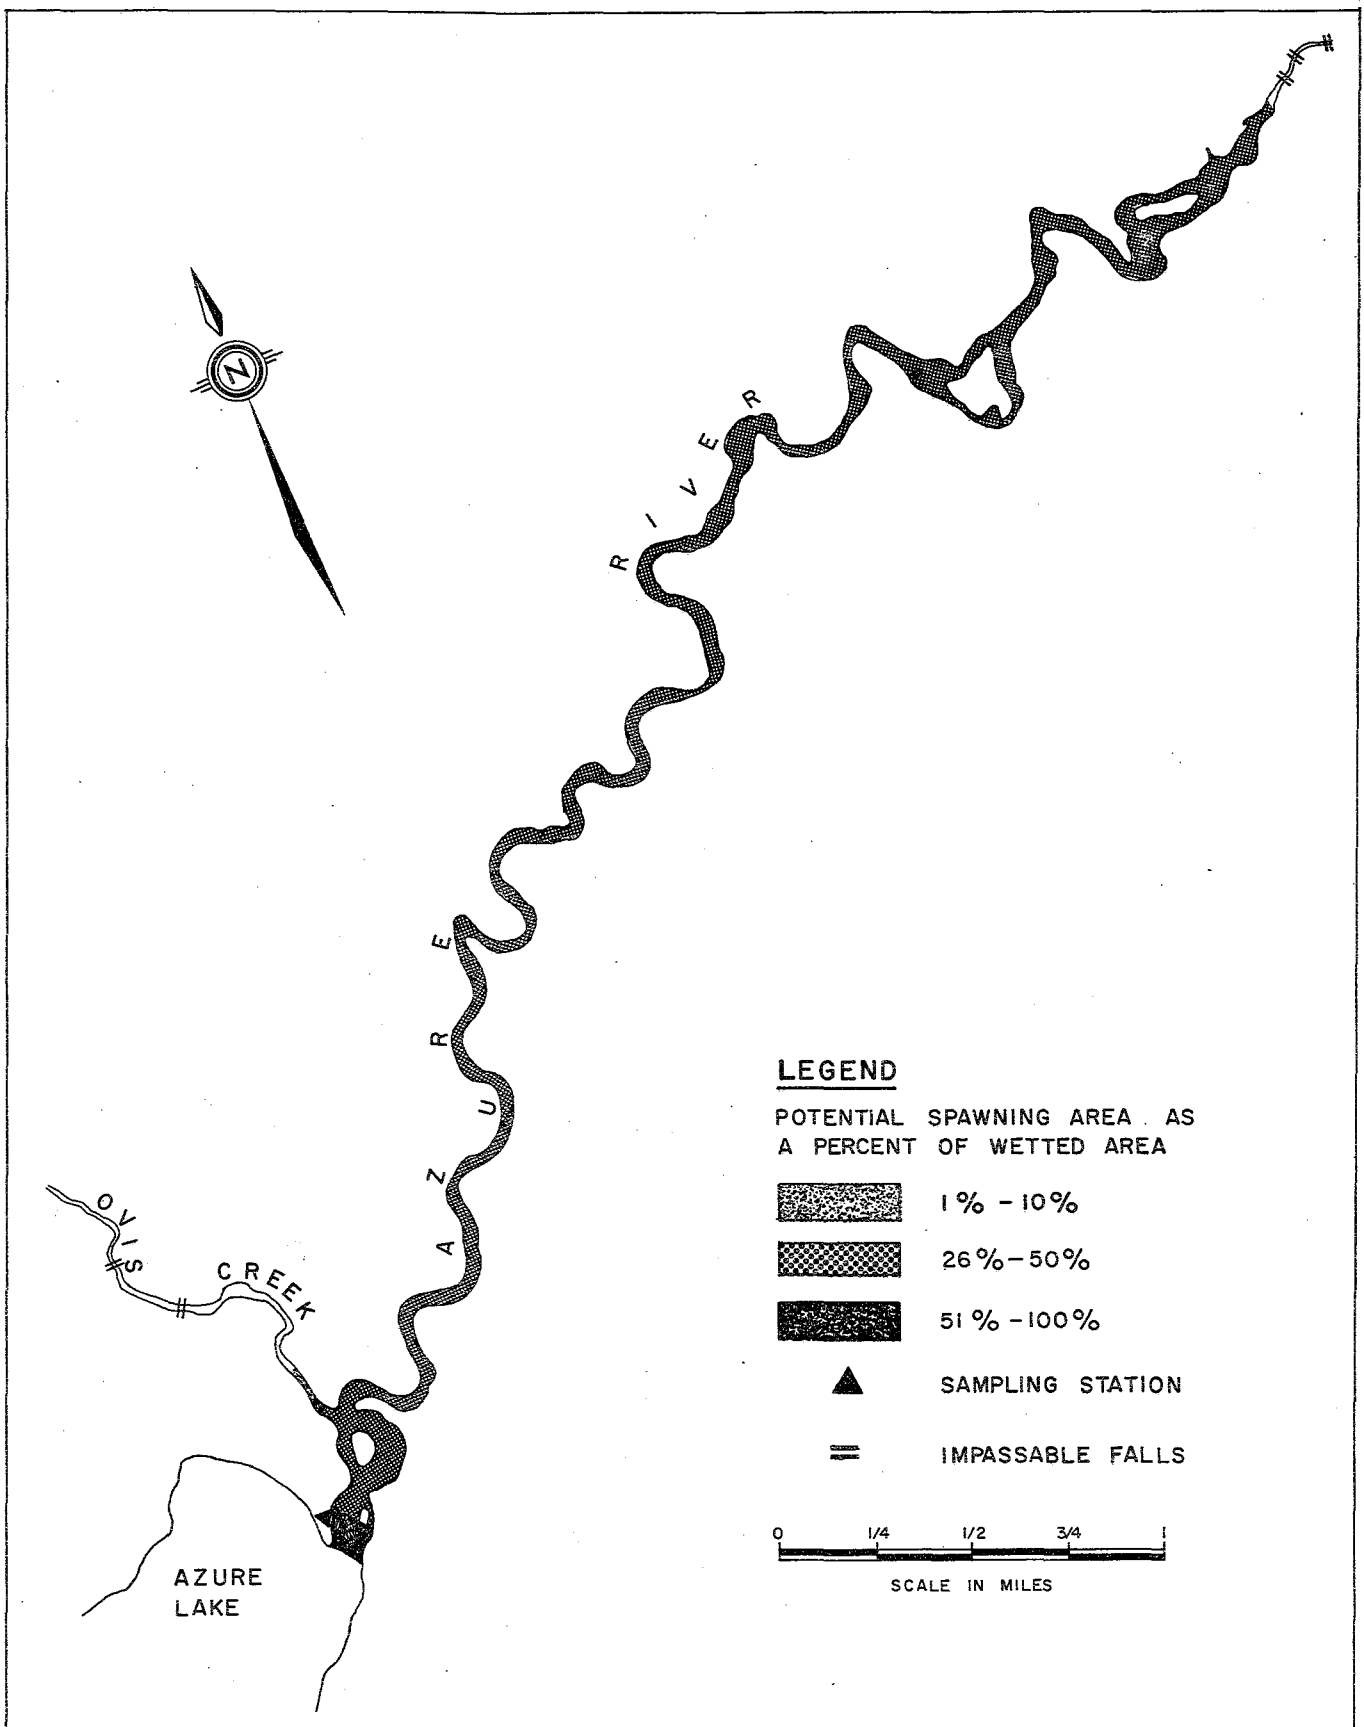 N
AZURE RIVER
OVIS CREEK
AZURE
LAKE
LEGEND
POTENTIAL SPAWNING AREA AS
A PERCENT OF WETTED AREA
1% - 10%
26% - 50%
51% - 100%
SAMPLING STATION
IMPASSABLE FALLS
0 1/4 1/2 3/4 1
SCALE IN MILES